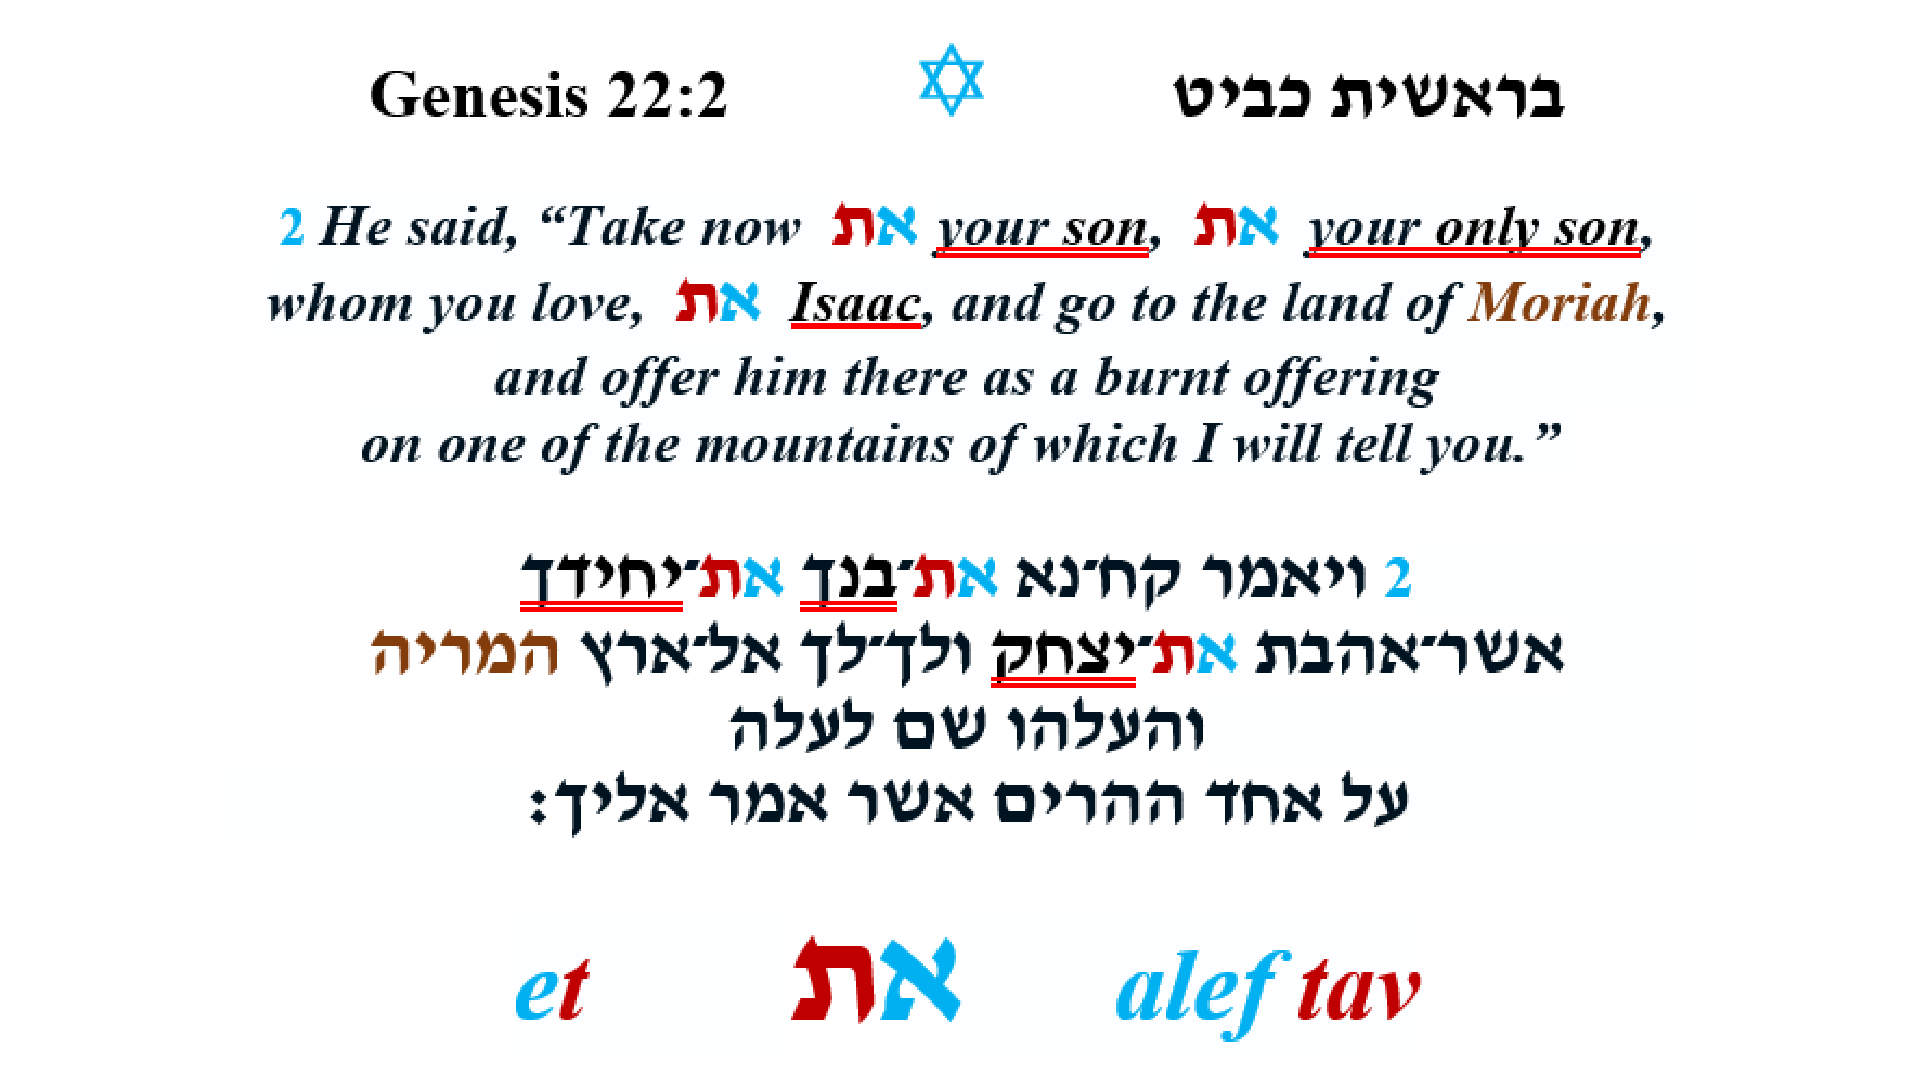 Genesis 22:2 ✡ בראשית כביט
2 He said, “Take now את your son, את your only son,
whom you love, את Isaac, and go to the land of Moriah,
and offer him there as a burnt offering
on one of the mountains of which I will tell you.”
2 ויאמר קח־נא את־בנך את־יחידך
אשר־אהבת את־יצחק ולך־לך אל־ארץ המריה
והעלהו שם לעלה
על אחד ההרים אשר אמר אליך׃
et את alef tav